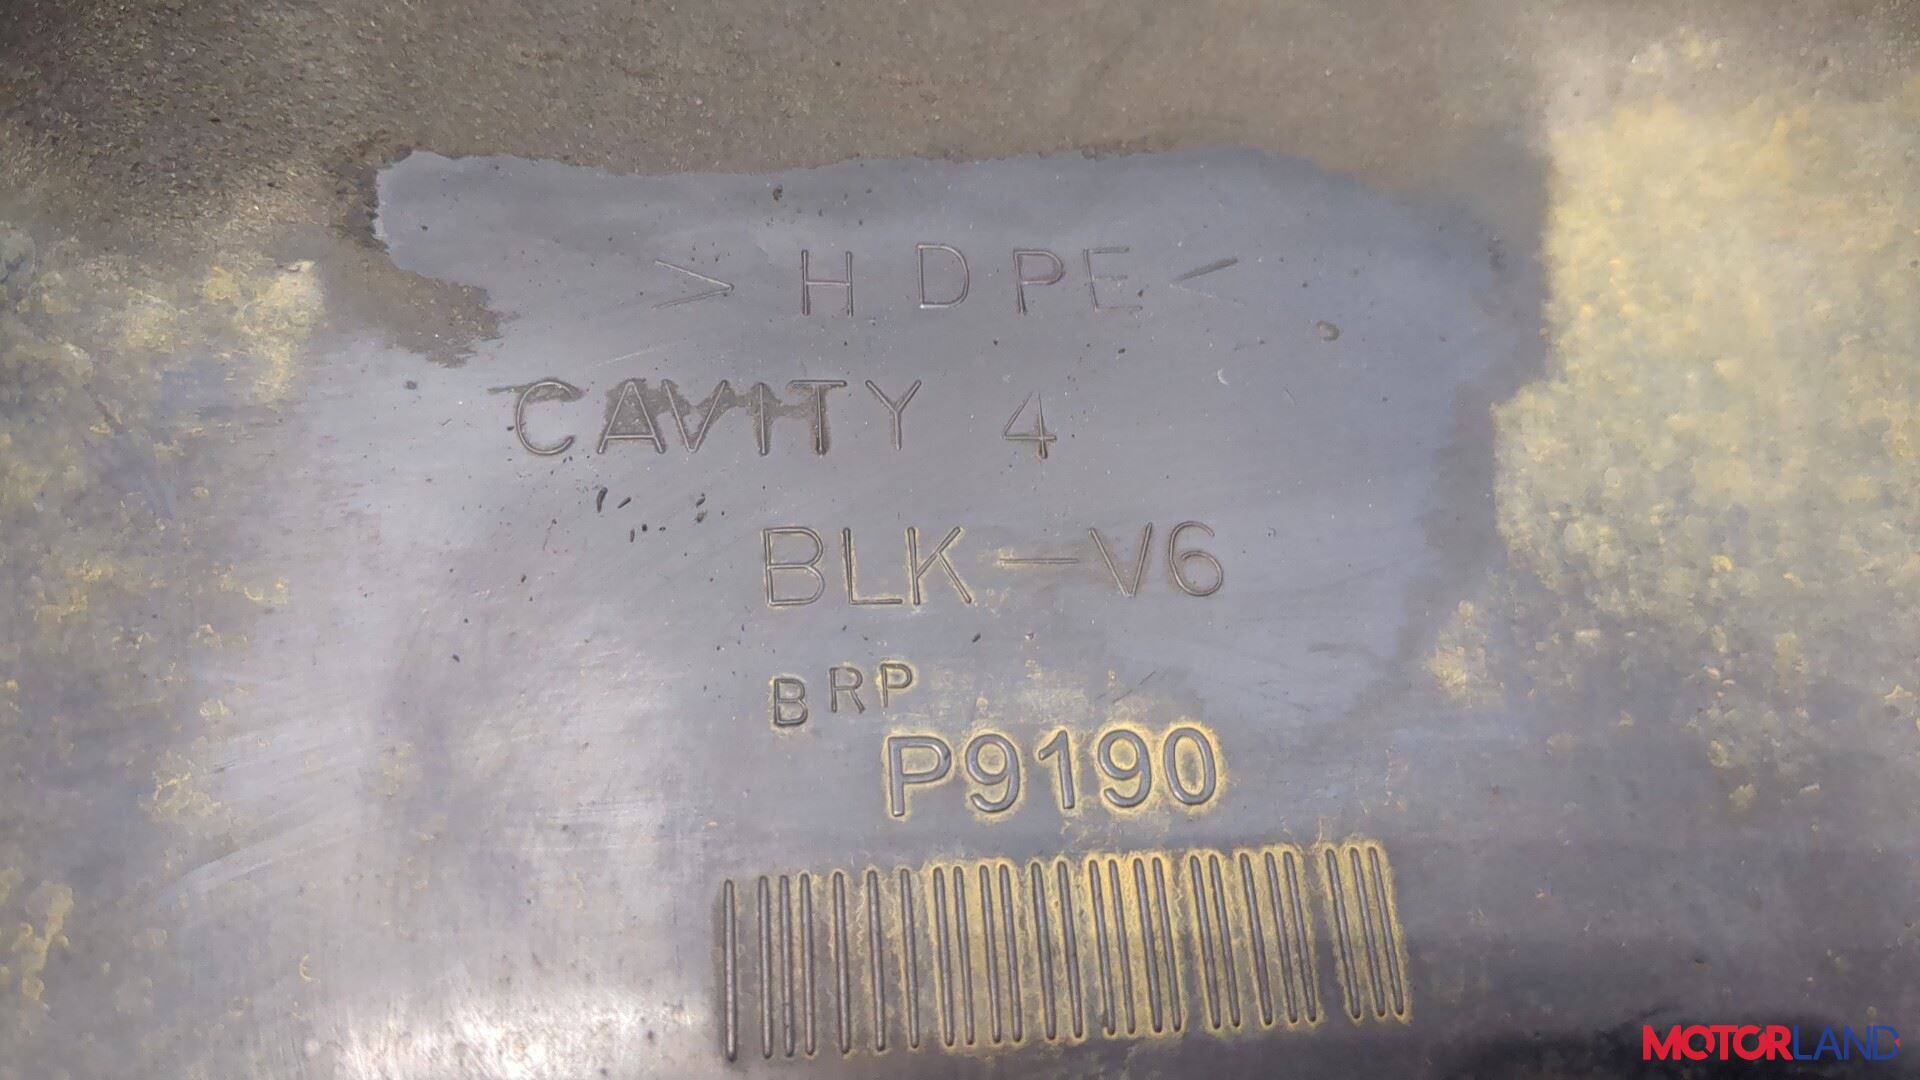 >HDPE<
CAVITY 4
BLK-V6
BRP
P9190
MOTORLAND